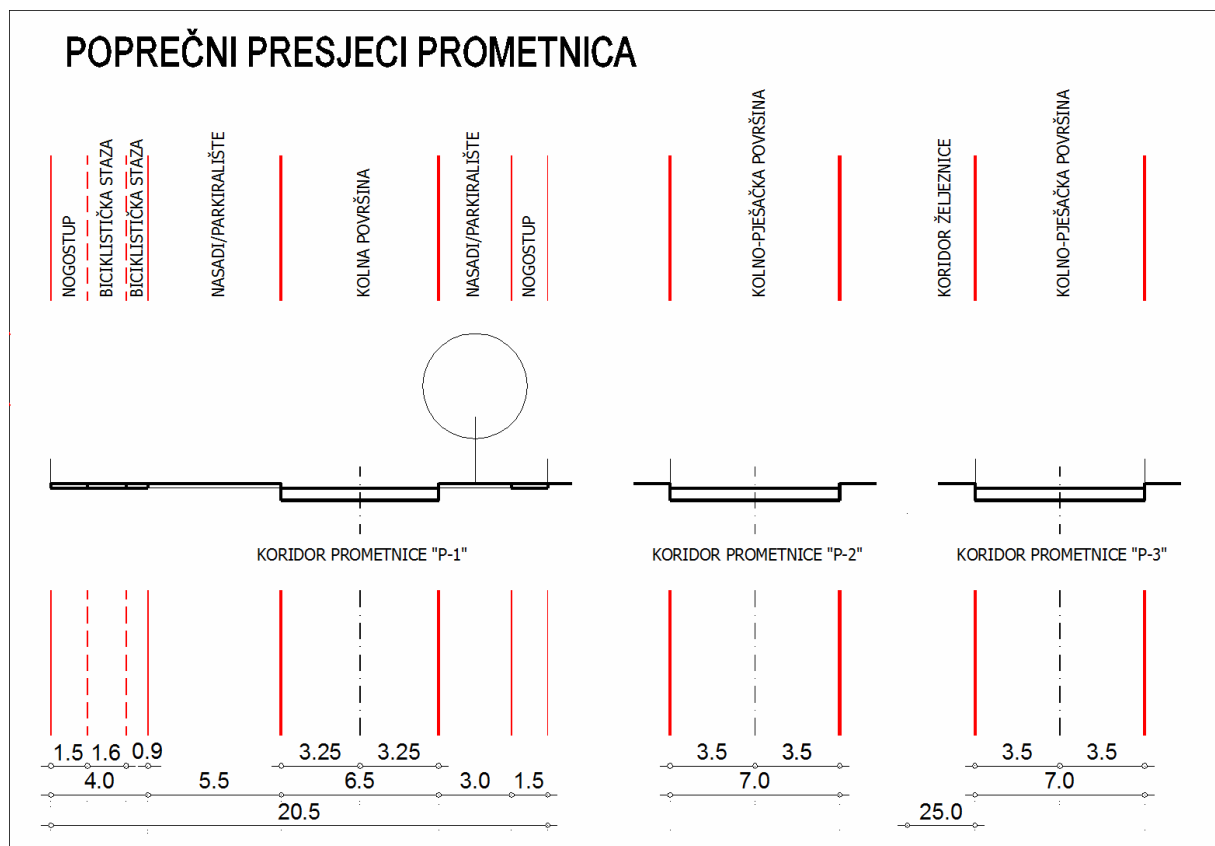 POPREČNI PRESJECI PROMETNICA
NOGOSTUP
BICIKLISTIČKA STAZA
BICIKLISTIČKA STAZA
NASADI/PARKIRALIŠTE
KOLNA POVRŠINA
NASADI/PARKIRALIŠTE
NOGOSTUP
KOLNO-PJEŠAČKA POVRŠINA
KORIDOR ŽELJEZNICE
KOLNO-PJEŠAČKA POVRŠINA
KORIDOR PROMETNICE "P-1"
KORIDOR PROMETNICE "P-2"
KORIDOR PROMETNICE "P-3"
1.5 1.6 0.9 3.25 3.25 3.5 3.5 3.5 3.5
4.0 5.5 6.5 3.0 1.5 7.0 7.0
20.5 25.0